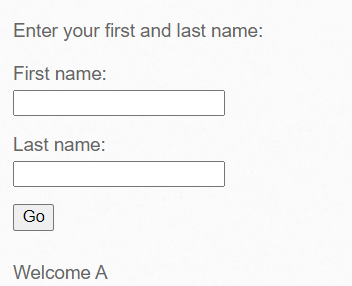 Enter your first and last name:
First name:
Last name:
Go
Welcome A